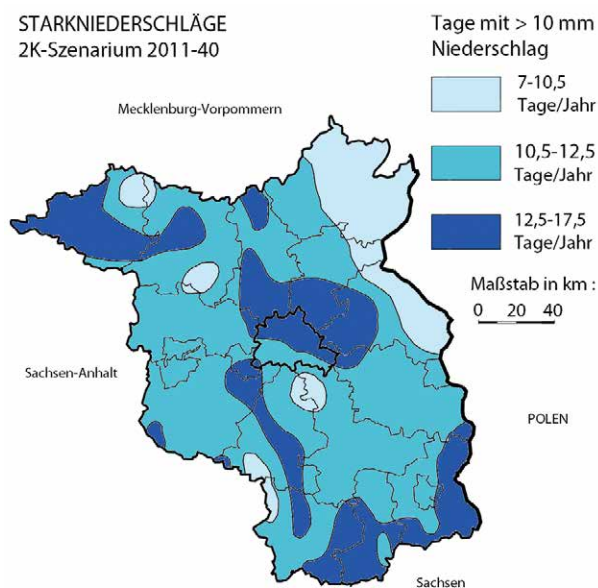 STARKNIEDERSCHLÄGE
2K-Szenarium 2011-40
Tage mit > 10 mm
Niederschlag
7-10,5
Tage/Jahr
10,5-12,5
Tage/Jahr
12,5-17,5
Tage/Jahr
Maßstab in km :
0 20 40
Mecklenburg-Vorpommern
Sachsen-Anhalt
POLEN
Sachsen